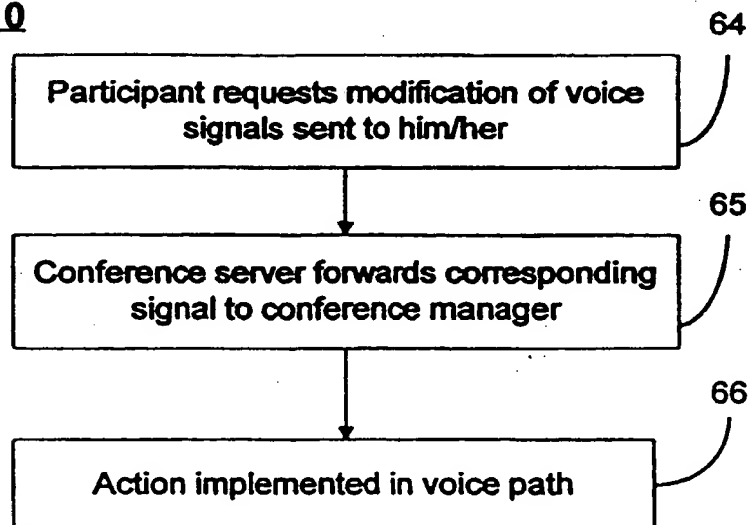 0
64
Participant requests modification of voice
signals sent to him/her
65
Conference server forwards corresponding
signal to conference manager
66
Action implemented in voice path